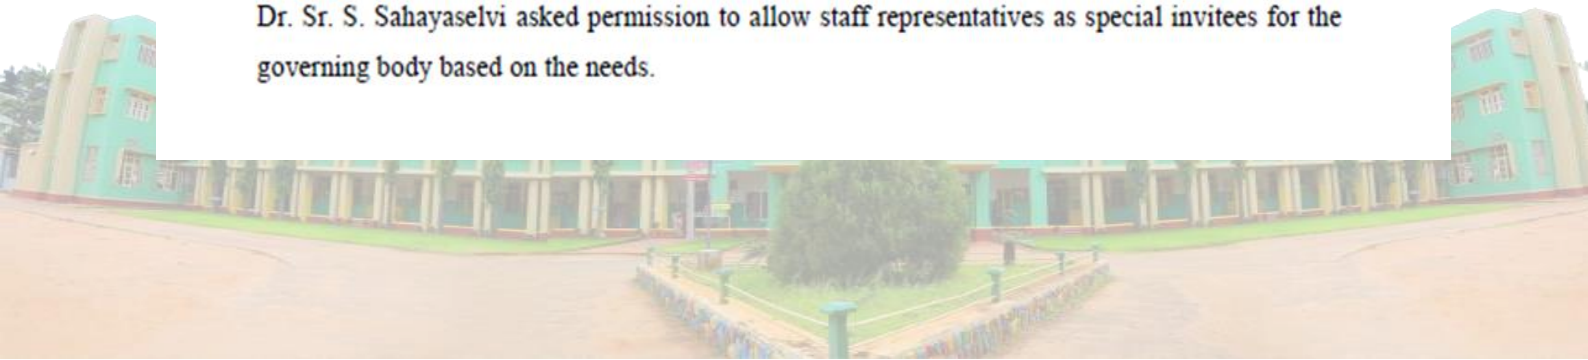 Dr. Sr. S. Sahayaselvi asked permission to allow staff representatives as special invitees for the
governing body based on the needs.